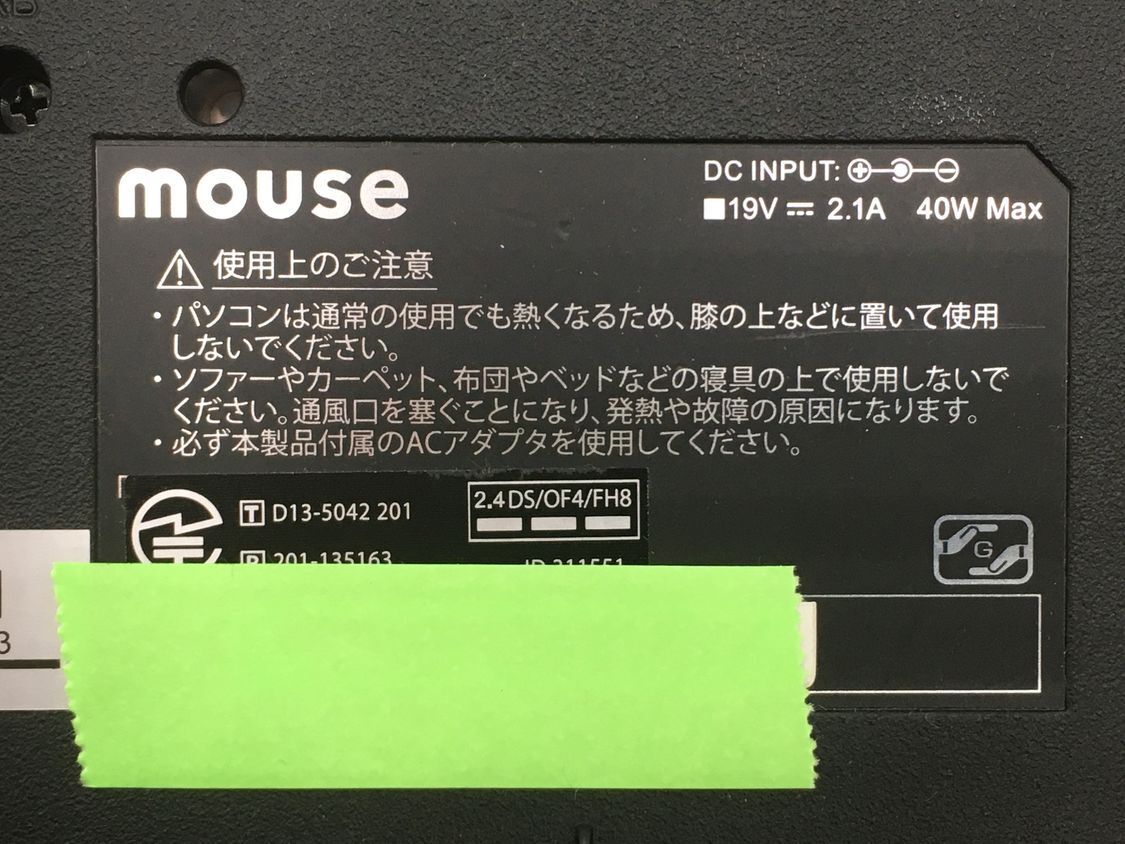 mouse
DC INPUT:
19V 2.1A 40W Max
使用上のご注意
・パソコンは通常の使用でも熱くなるため、膝の上などに置いて使用
しないでください。
・ソファーやカーペット、布団やベッドなどの寝具の上で使用しないで
ください。通風口を塞ぐことになり、発熱や故障の原因になります。
・必ず本製品付属のACアダプタを使用してください。
T D13-5042 201
2.4DS/OF4/FH8
R 201-135163
G
3